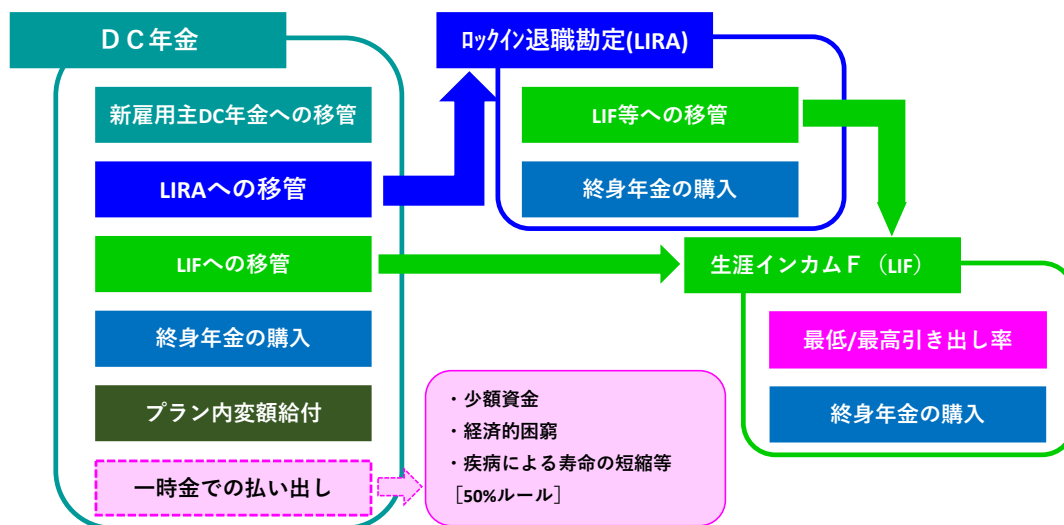 ＤＣ年金
新雇用主DC年金への移管
LIRAへの移管
LIFへの移管
終身年金の購入
プラン内変額給付
一時金での払い出し
・少額資金
・経済的困窮
・疾病による寿命の短縮等
［50%ルール］
ﾛｯｸｲﾝ退職勘定(LIRA)
LIF等への移管
終身年金の購入
生涯インカムＦ（LIF）
最低/最高引き出し率
終身年金の購入